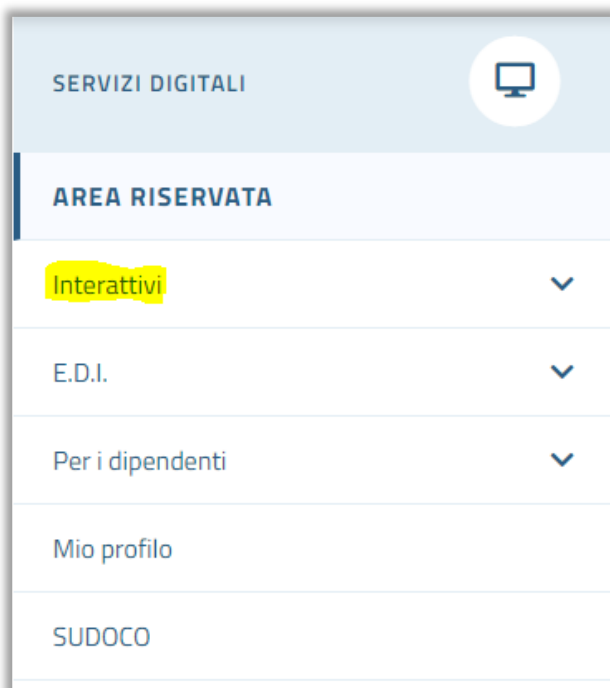 SERVIZI DIGITALI
AREA RISERVATA
Interattivi
E.D.I.
Per i dipendenti
Mio profilo
SUDOCO